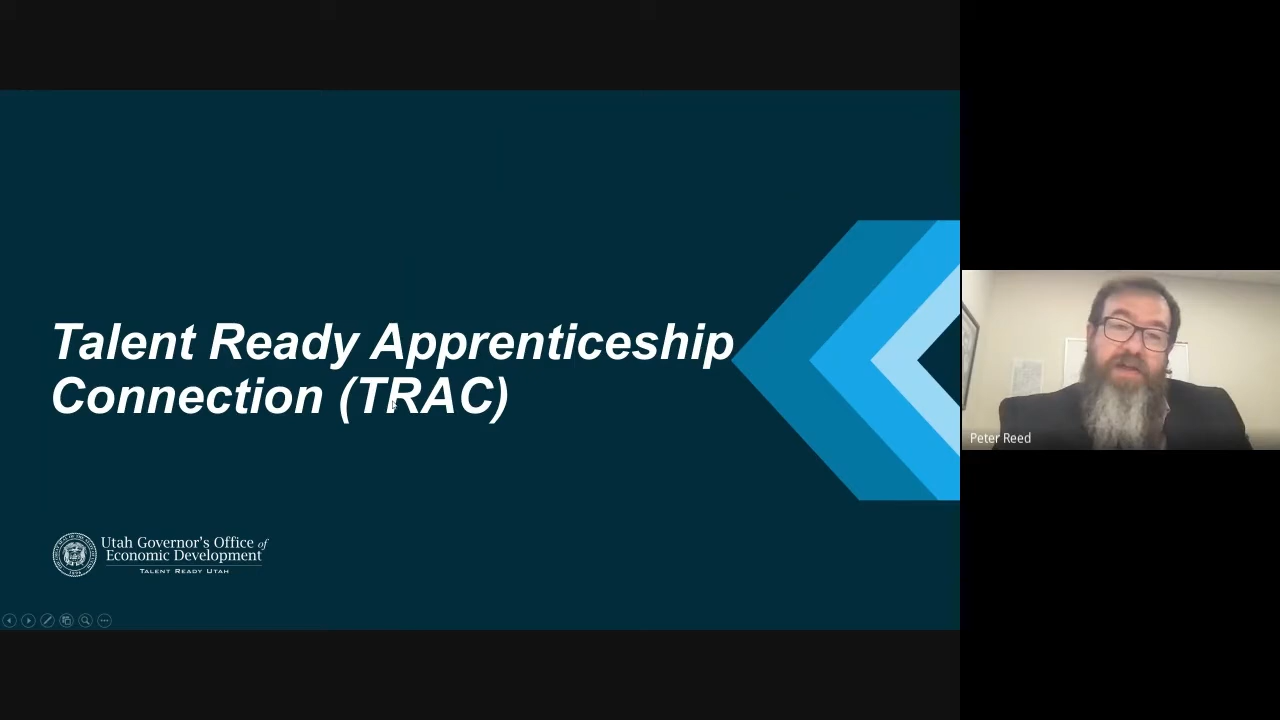 Talent Ready Apprenticeship
Connection (TRAC)
Utah Governor's Office of
Economic Development
Talent Ready Utah
Peter Reed